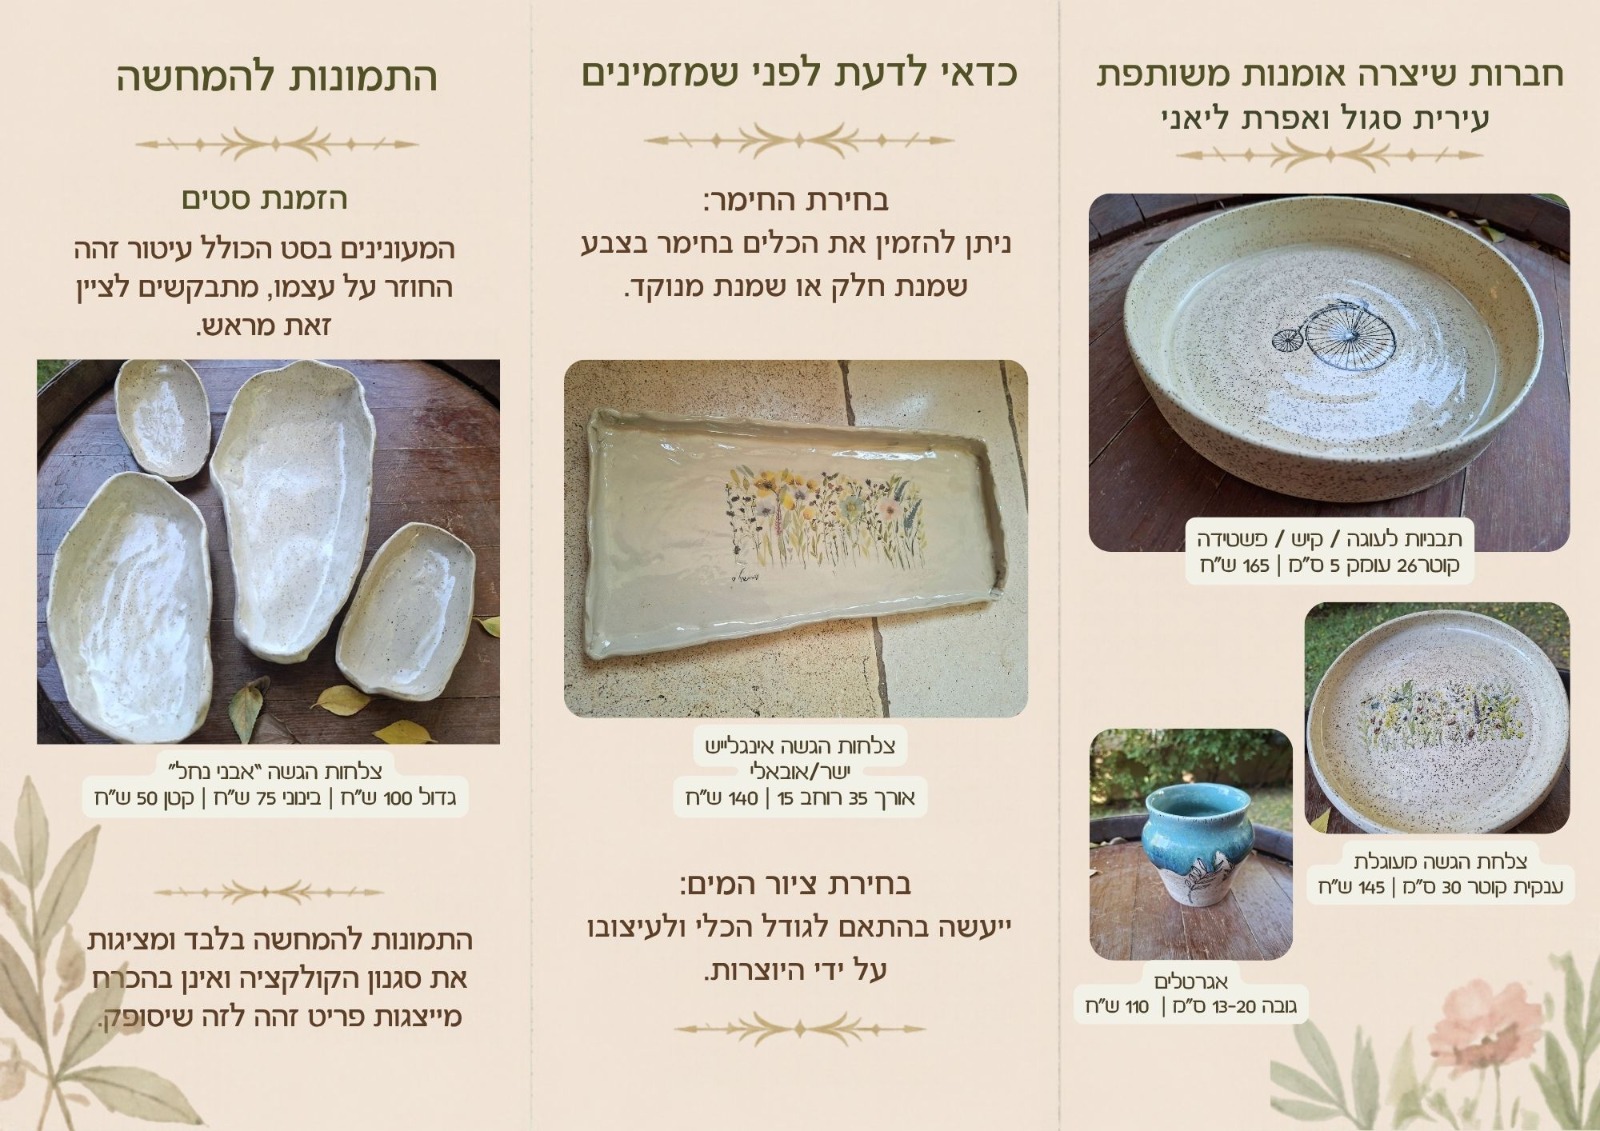 חברות שיצרה אומנות משותפת
עירית סגול ואפרת ליאני
תבניות לעוגה / קיש / פשטידה
קוטר26 עומק 5 ס"מ | 165 ש"ח
צלחת הגשה מעוגלת
ענקית קוטר 30 ס"מ | 145 ש"ח
אגרטלים
גובה 13-20 ס"מ | 110 ש"ח
כדאי לדעת לפני שמזמינים
בחירת החימר:
ניתן להזמין את הכלים בחימר בצבע
שמנת חלק או שמנת מנוקד.
צלחות הגשה אינגלייש
ישר/אובאלי
אורך 35 רוחב 15 | 140 ש"ח
בחירת ציור המים:
ייעשה בהתאם לגודל הכלי ולעיצובו
על ידי היוצרות.
התמונות להמחשה
הזמנת סטים
המעונינים בסט הכולל עיטור זהה
החוזר על עצמו, מתבקשים לציין
זאת מראש.
צלחות הגשה "אבני נחל"
גדול 100 ש"ח | בינוני 75 ש"ח | קטן 50 ש"ח
התמונות להמחשה בלבד ומציגות
את סגנון הקולקציה ואינן בהכרח
מייצגות פריט זהה לזה שיסופק.